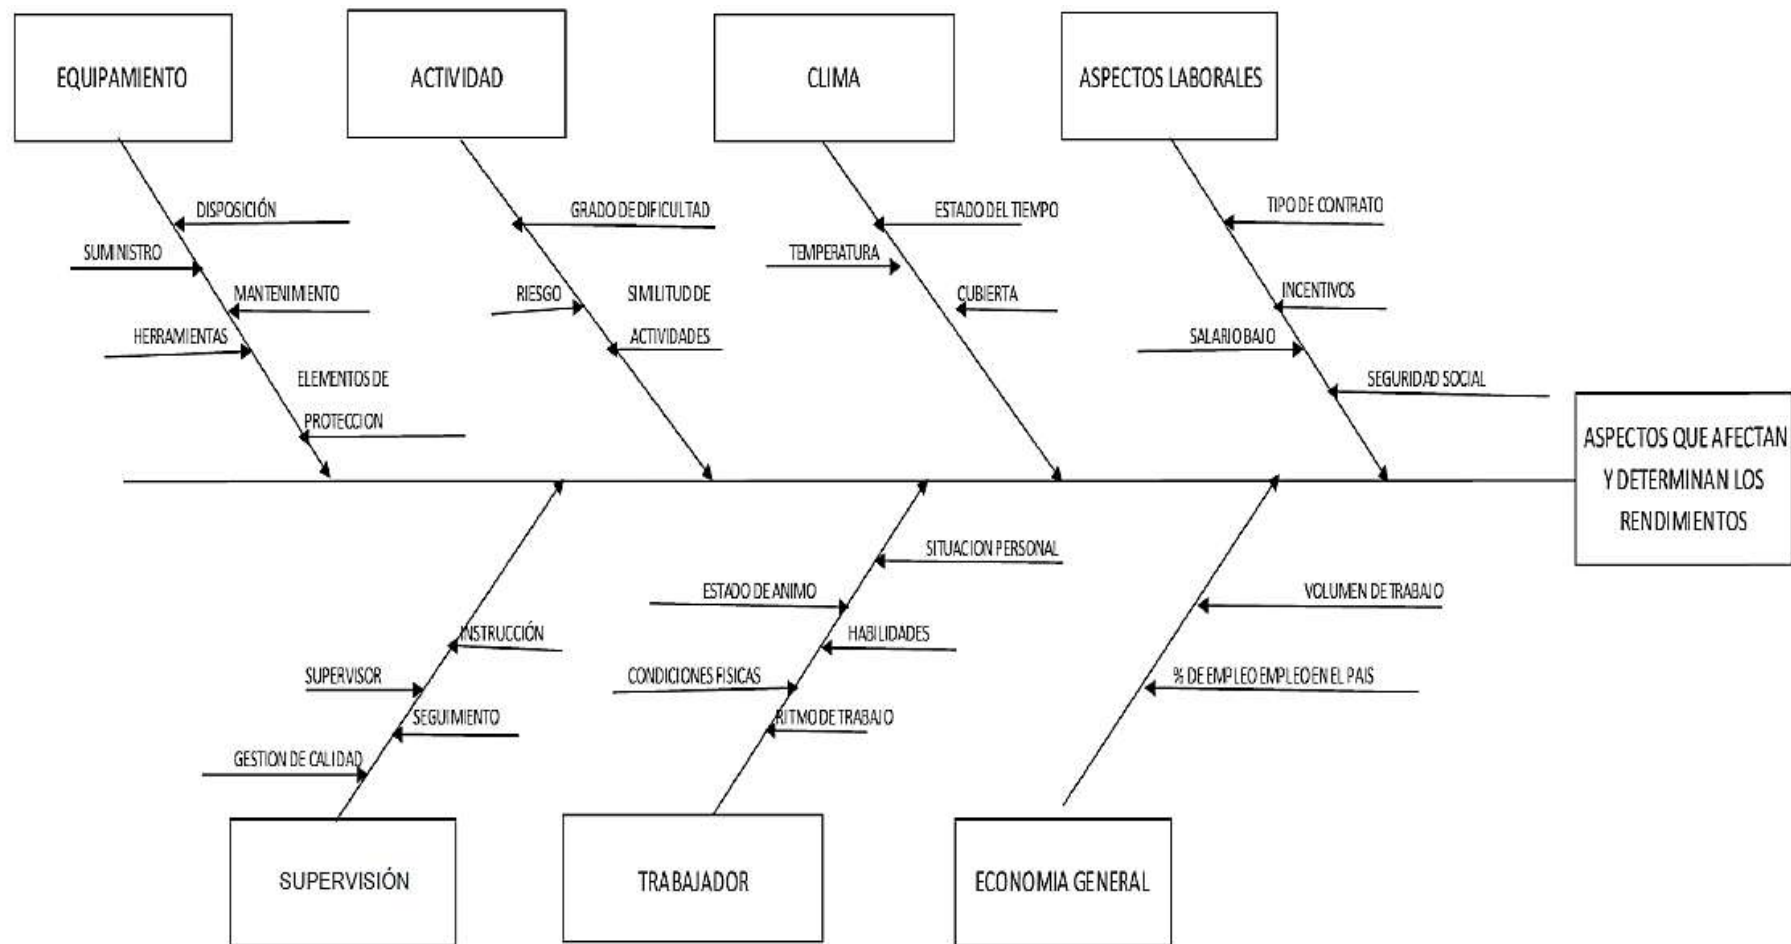 EQUIPAMIENTO
ACTIVIDAD
CLIMA
ASPECTOS LABORALES
DISPOSICIÓN
SUMINISTRO
MANTENIMIENTO
HERRAMIENTAS
ELEMENTOS DE
PROTECCION
GRADO DE DIFICULTAD
RIESGO
SIMILITUD DE
ACTIVIDADES
ESTADO DEL TIEMPO
TEMPERATURA
CUBIERTA
TIPO DE CONTRATO
INCENTIVOS
SALARIO BAJO
SEGURIDAD SOCIAL
ASPECTOS QUE AFECTAN
Y DETERMINAN LOS
RENDIMIENTOS
INSTRUCCIÓN
SUPERVISOR
SEGUIMIENTO
GESTION DE CALIDAD
SITUACION PERSONAL
ESTADO DE ANIMO
HABILIDADES
CONDICIONES FISICAS
RITMO DE TRABAJO
VOLUMEN DE TRABAJO
% DE EMPLEO EMPLEO EN EL PAIS
SUPERVISIÓN
TRABAJADOR
ECONOMIA GENERAL